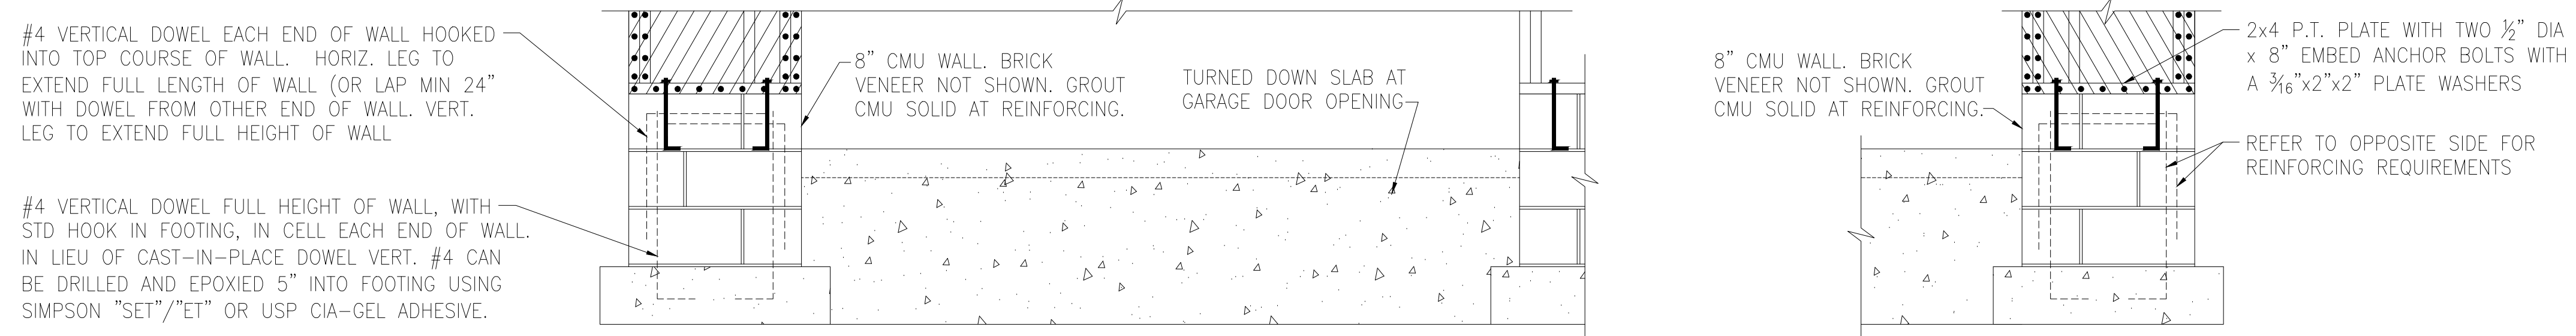 #4 VERTICAL DOWEL EACH END OF WALL HOOKED
INTO TOP COURSE OF WALL. HORIZ. LEG TO
EXTEND FULL LENGTH OF WALL (OR LAP MIN 24"
WITH DOWEL FROM OTHER END OF WALL. VERT.
LEG TO EXTEND FULL HEIGHT OF WALL
#4 VERTICAL DOWEL FULL HEIGHT OF WALL, WITH
STD HOOK IN FOOTING, IN CELL EACH END OF WALL.
IN LIEU OF CAST-IN-PLACE DOWEL VERT. #4 CAN
BE DRILLED AND EPOXIED 5" INTO FOOTING USING
SIMPSON "SET"/"ET" OR USP CIA-GEL ADHESIVE.
8" CMU WALL. BRICK
VENEER NOT SHOWN. GROUT
CMU SOLID AT REINFORCING.
TURNED DOWN SLAB AT
GARAGE DOOR OPENING
8" CMU WALL. BRICK
VENEER NOT SHOWN. GROUT
CMU SOLID AT REINFORCING.
2x4 P.T. PLATE WITH TWO ½" DIA
x 8" EMBED ANCHOR BOLTS WITH
A 3/16"x2"x2" PLATE WASHERS
REFER TO OPPOSITE SIDE FOR
REINFORCING REQUIREMENTS